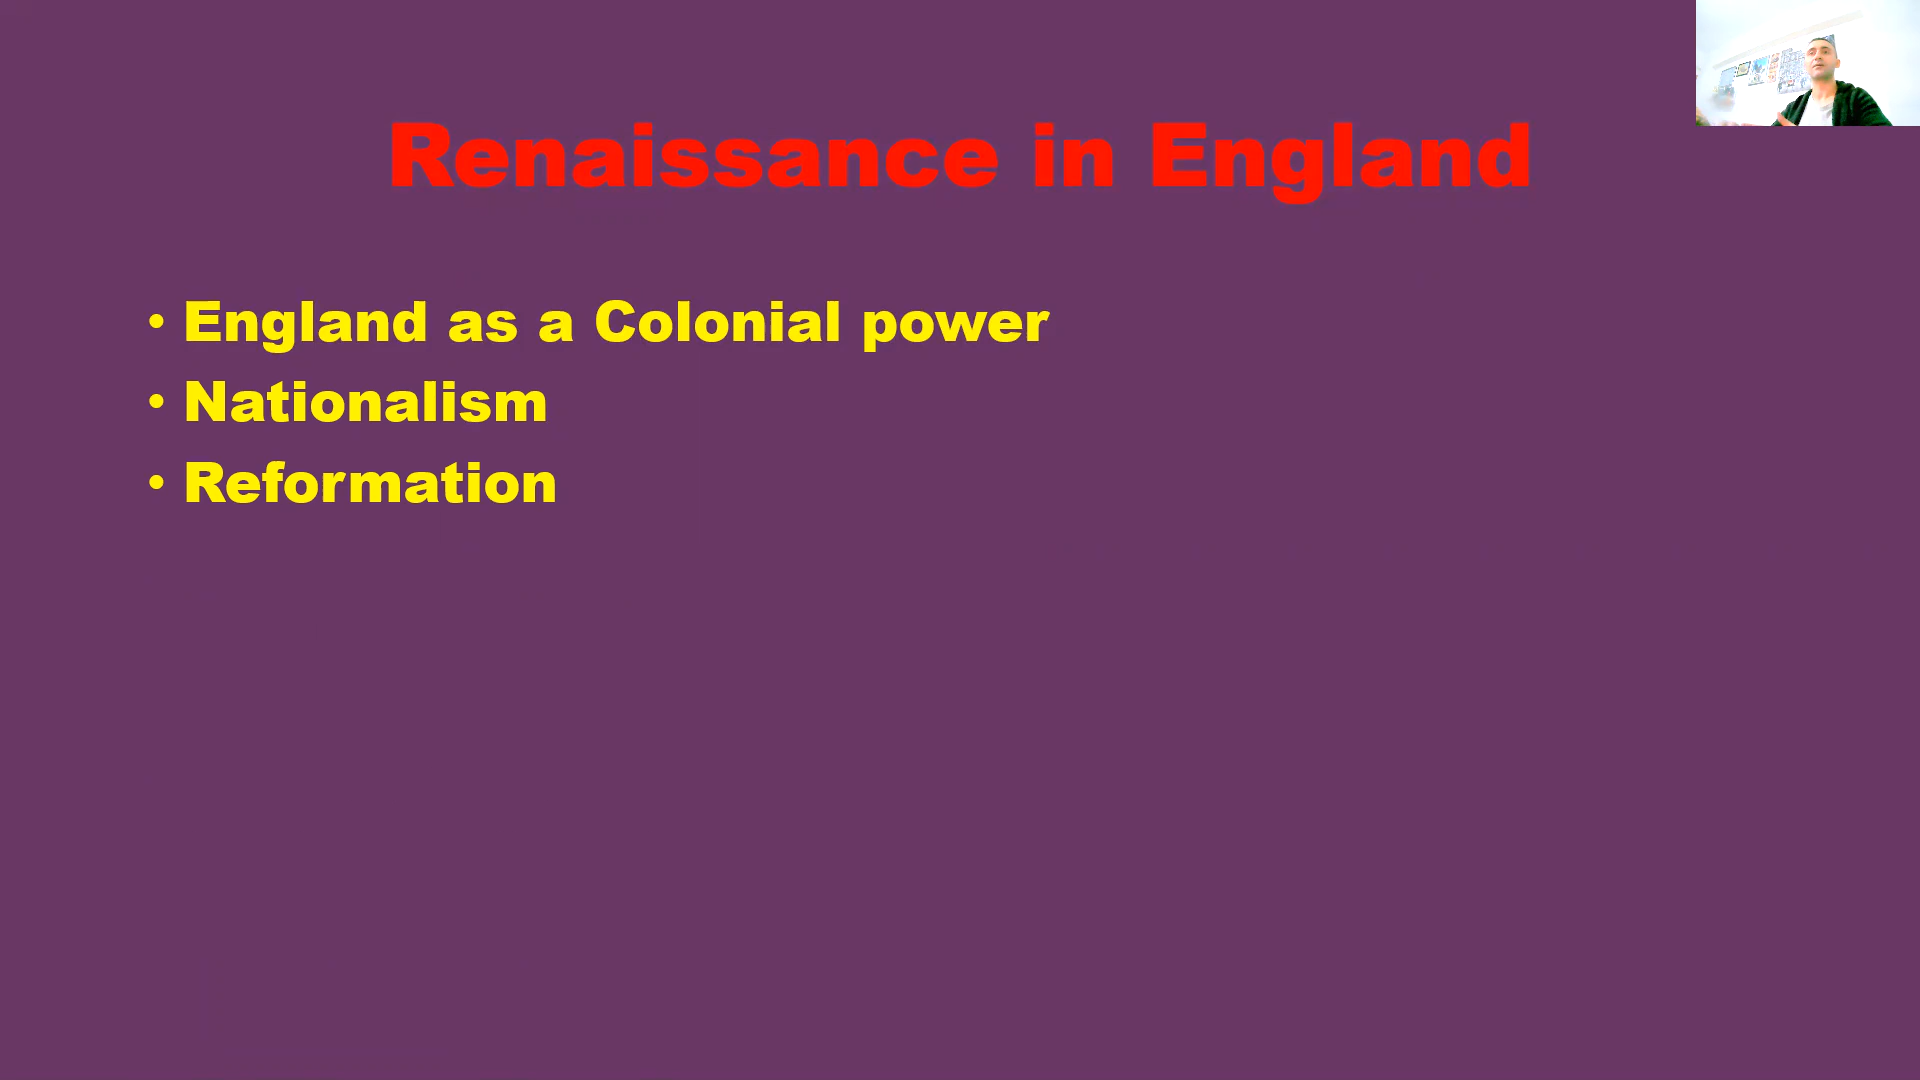 Renaissance in England
• England as a Colonial power
• Nationalism
• Reformation